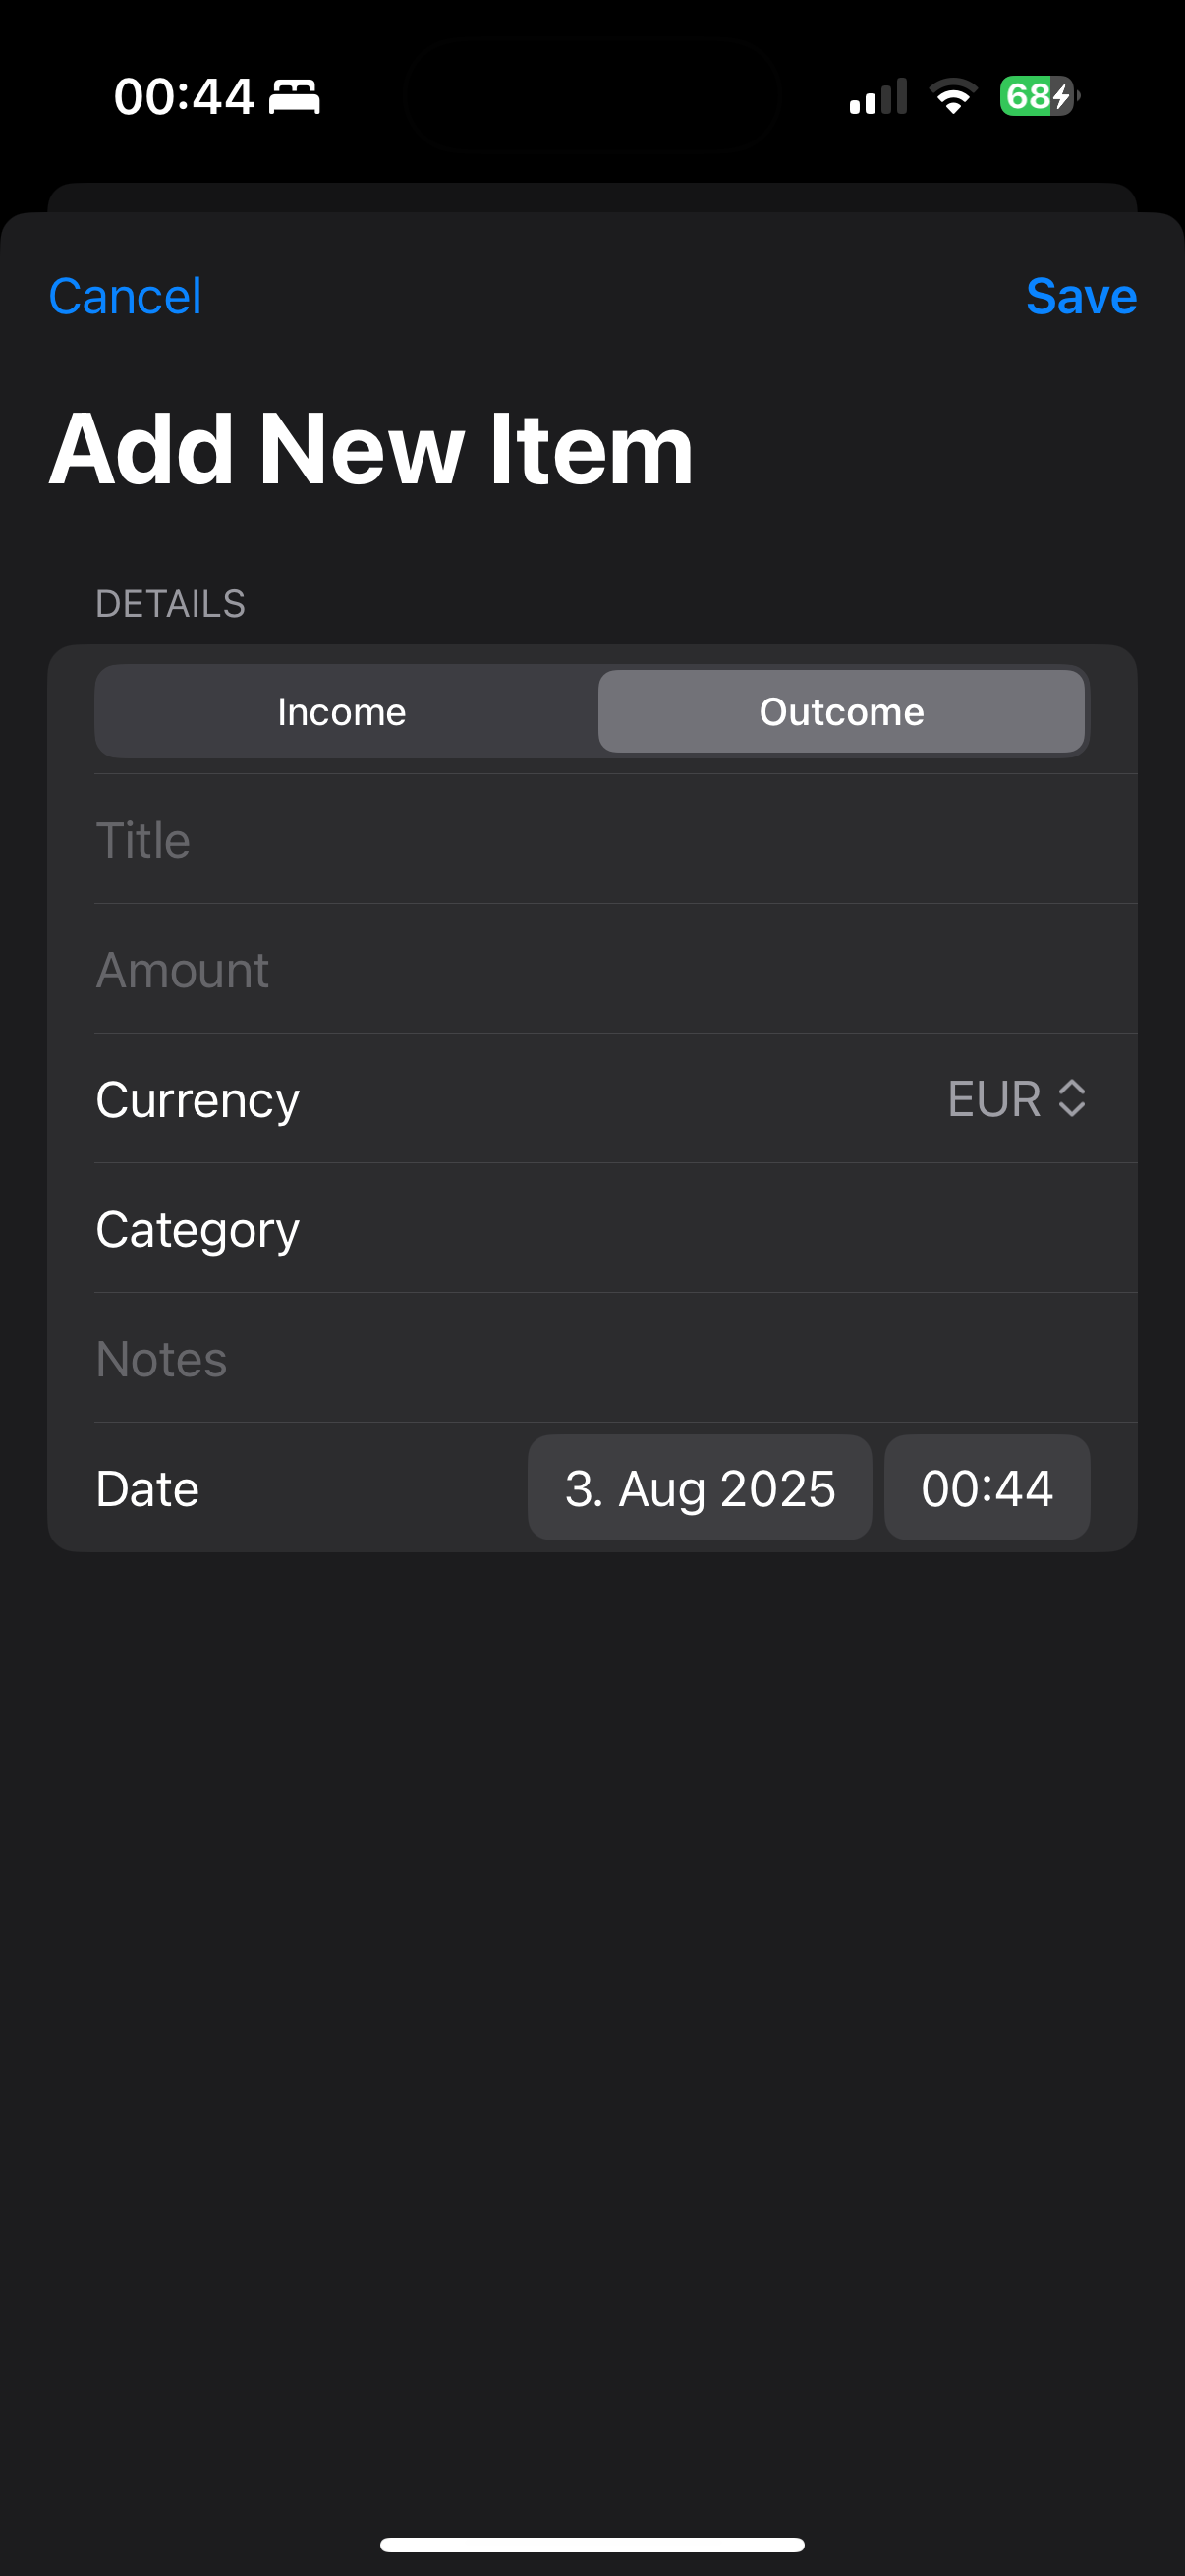 00:44 68
Cancel Save
Add New Item
DETAILS
Income Outcome
Title
Amount
Currency EUR
Category
Notes
Date 3. Aug 2025 00:44